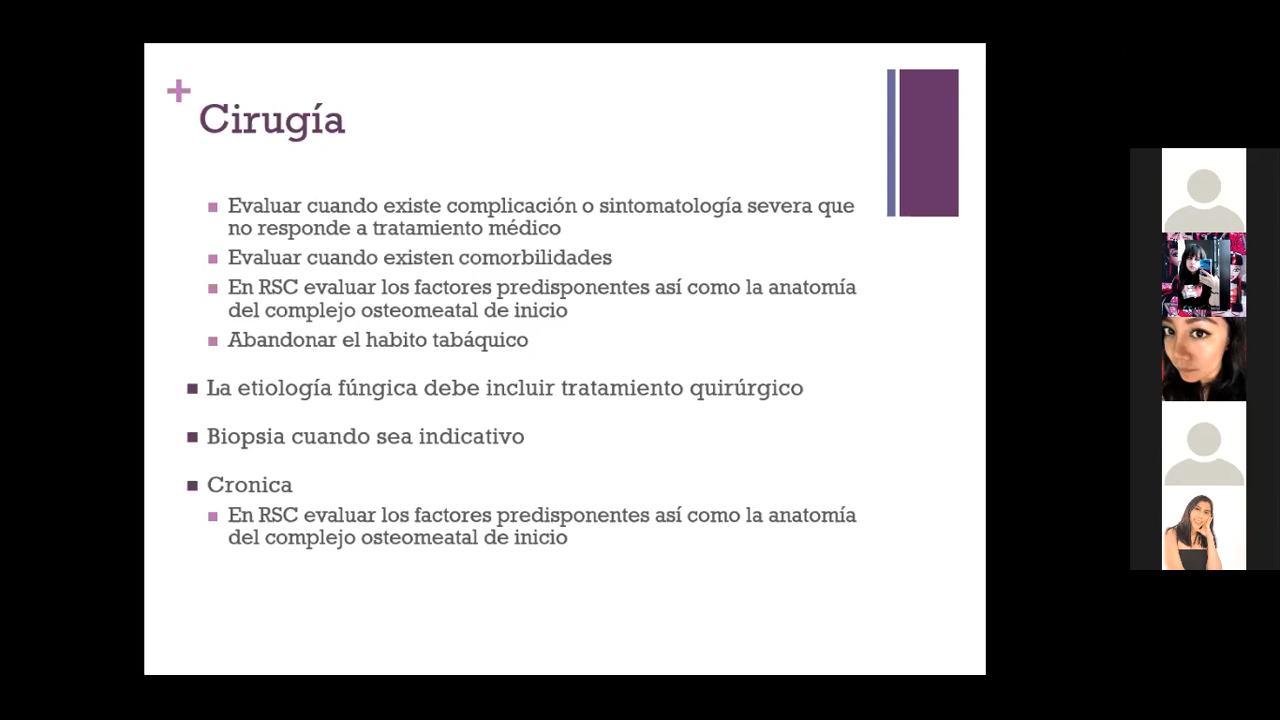 +
Cirugía
Evaluar cuando existe complicación o sintomatología severa que
no responde a tratamiento médico
Evaluar cuando existen comorbilidades
En RSC evaluar los factores predisponentes así como la anatomía
del complejo osteomeatal de inicio
Abandonar el habito tabáquico
La etiología fúngica debe incluir tratamiento quirúrgico
Biopsia cuando sea indicativo
Cronica
En RSC evaluar los factores predisponentes así como la anatomía
del complejo osteomeatal de inicio